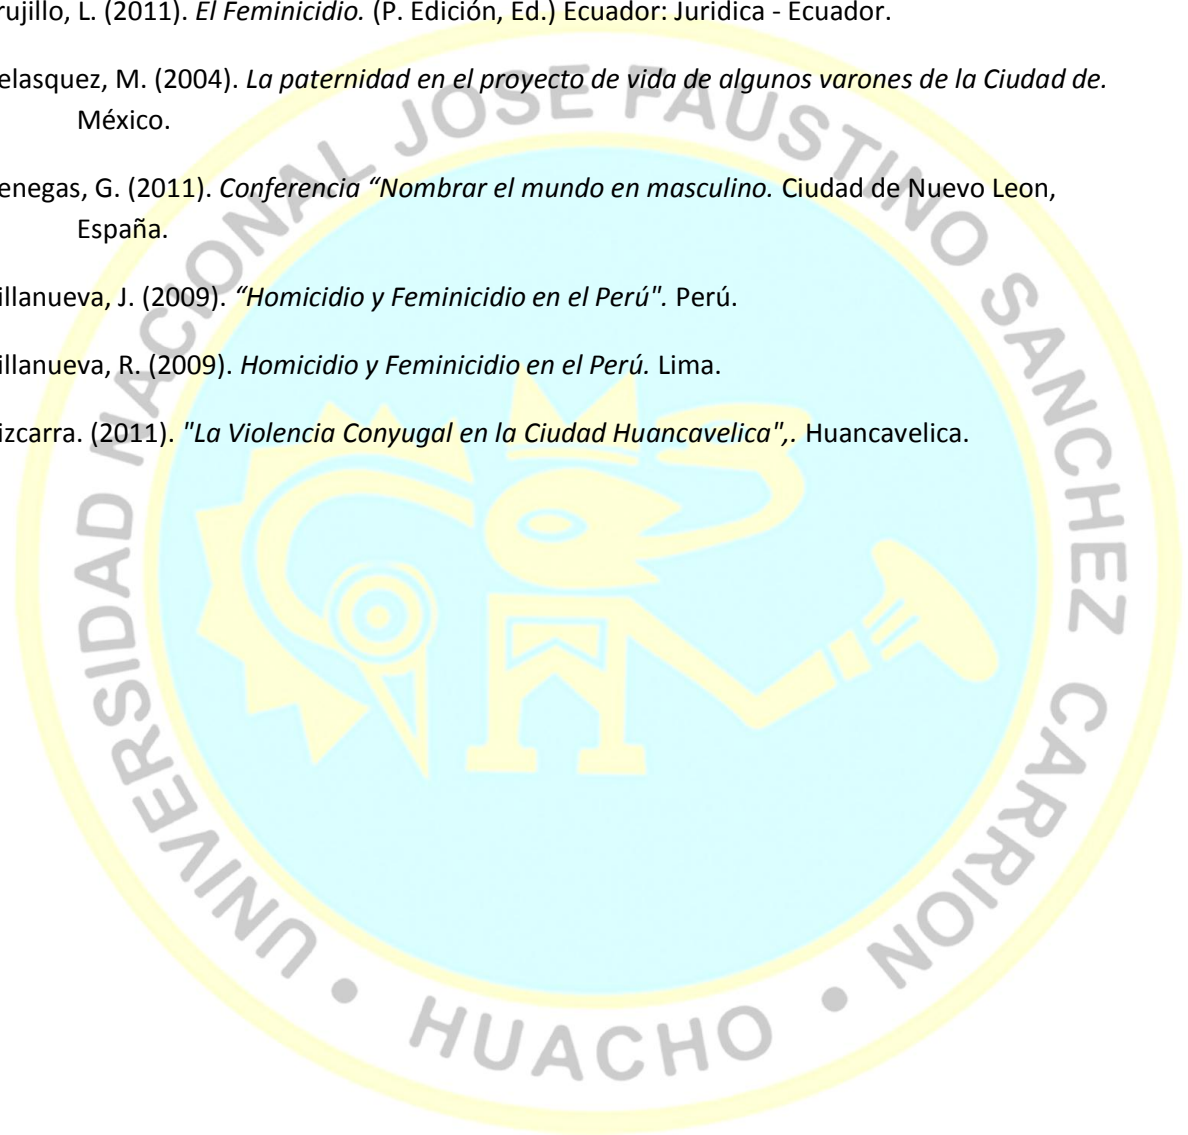 rujillo, L. (2011). El Feminicidio. (P. Edición, Ed.) Ecuador: Juridica - Ecuador.
elasquez, M. (2004). La paternidad en el proyecto de vida de algunos varones de la Ciudad de.
México.
enegas, G. (2011). Conferencia “Nombrar el mundo en masculino. Ciudad de Nuevo Leon,
España.
illanueva, J. (2009). “Homicidio y Feminicidio en el Perú". Perú.
illanueva, R. (2009). Homicidio y Feminicidio en el Perú. Lima.
izcarra. (2011). "La Violencia Conyugal en la Ciudad Huancavelica",. Huancavelica.
UNIVERSIDAD NACIONAL JOSE FAUSTINO SANCHEZ CARRION
• HUACHO •